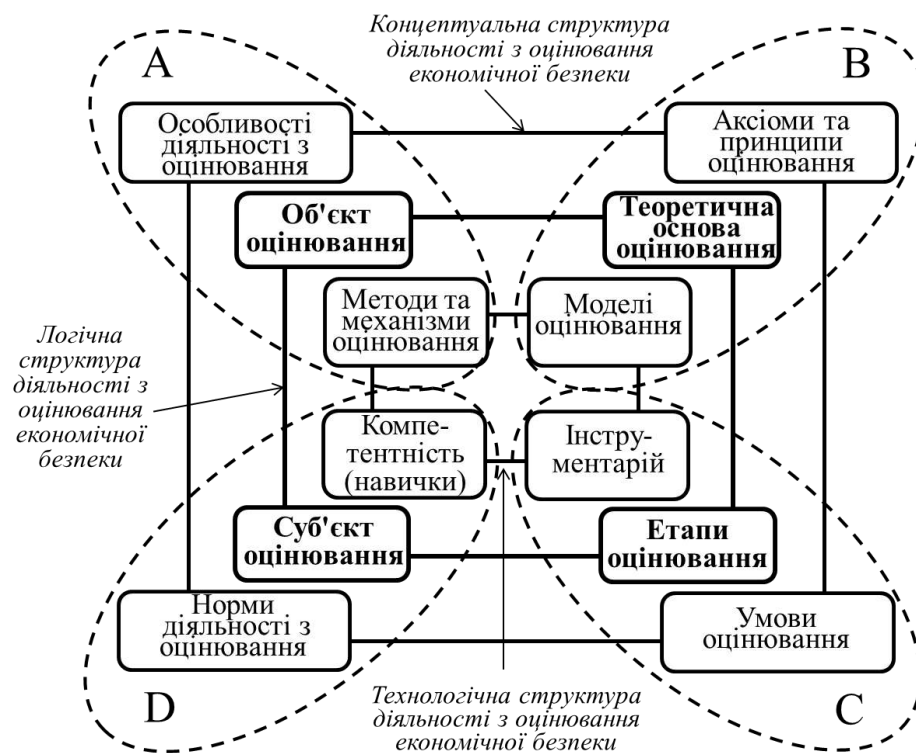 Концептуальна структура
діяльності з оцінювання
економічної безпеки
A
B
Особливості
діяльності з
оцінювання
Аксіоми та
принципи
оцінювання
Об'єкт
оцінювання
Теоретична
основа
оцінювання
Методи та
механізми
оцінювання
Моделі
оцінювання
Логічна
структура
діяльності з
оцінювання
економічної
безпеки
Компе-
тентність
(навички)
Інстру-
ментарій
Суб'єкт
оцінювання
Етапи
оцінювання
Норми
діяльності з
оцінювання
Умови
оцінювання
D
C
Технологічна структура
діяльності з оцінювання
економічної безпеки